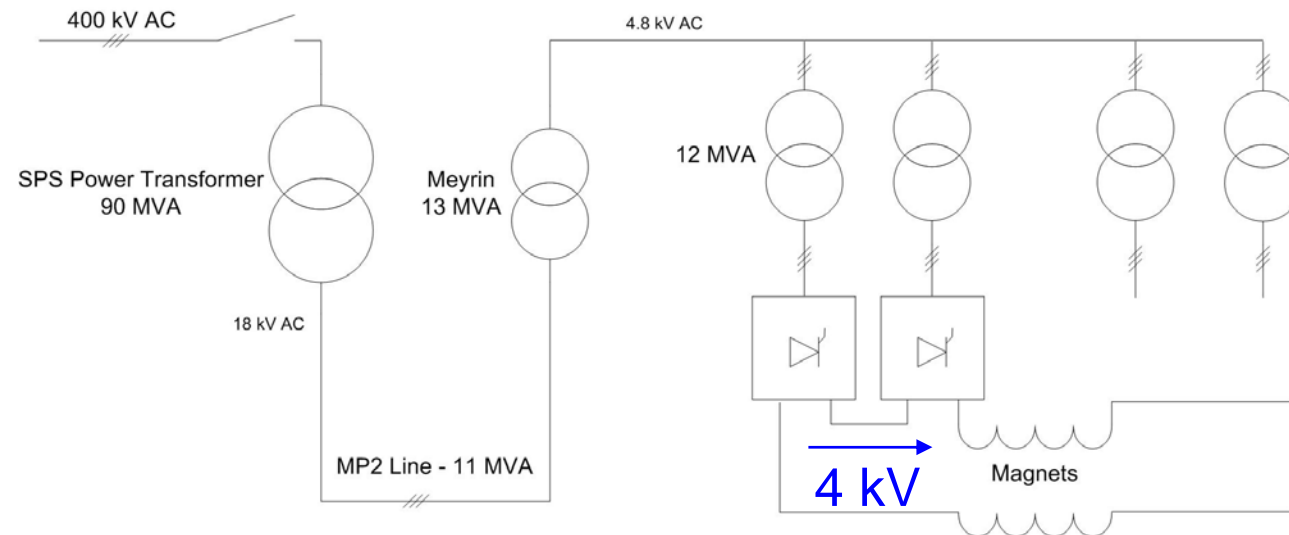 400 kV AC
4.8 kV AC
SPS Power Transformer
90 MVA
Meyrin
13 MVA
12 MVA
18 kV AC
MP2 Line - 11 MVA
4 kV
Magnets